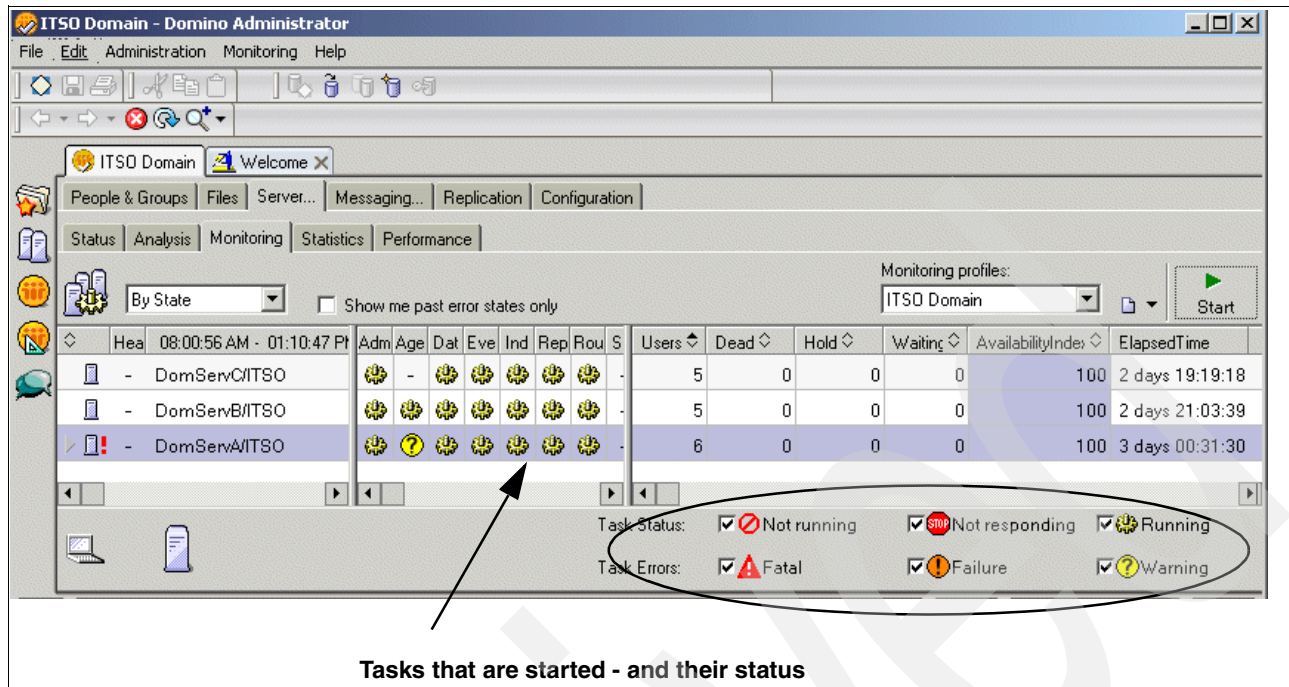 ITSO Domain - Domino Administrator
File Edit Administration Monitoring Help
ITSO Domain Welcome
People & Groups Files Server... Messaging... Replication Configuration
Status Analysis Monitoring Statistics Performance
Monitoring profiles:
By State Show me past error states only ITSO Domain Start
Hea 08:00:56 AM - 01:10:47 PM Adm Age Dat Eve Ind Rep Rou S Users Dead Hold Waiting AvailabilityIndex ElapsedTime
- DomServC/ITSO - - 5 0 0 0 100 2 days 19:19:18
- DomServB/ITSO - 5 0 0 0 100 2 days 21:03:39
! - DomServA/ITSO ? - 6 0 0 0 100 3 days 00:31:30
Task Status: Not running STOP Not responding Running
Task Errors: ! Fatal ! Failure ? Warning
Tasks that are started - and their status